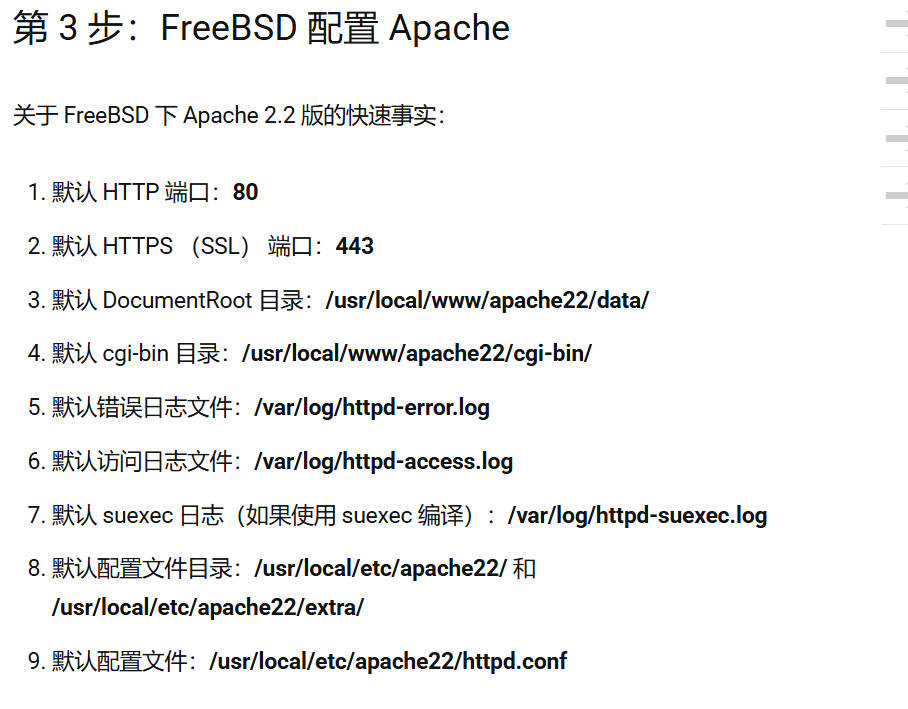 第 3 步：FreeBSD 配置 Apache
关于 FreeBSD 下 Apache 2.2 版的快速事实：
1. 默认 HTTP 端口：80
2. 默认 HTTPS （SSL） 端口：443
3. 默认 DocumentRoot 目录：/usr/local/www/apache22/data/
4. 默认 cgi-bin 目录：/usr/local/www/apache22/cgi-bin/
5. 默认错误日志文件：/var/log/httpd-error.log
6. 默认访问日志文件：/var/log/httpd-access.log
7. 默认 suexec 日志（如果使用 suexec 编译）：/var/log/httpd-suexec.log
8. 默认配置文件目录：/usr/local/etc/apache22/ 和
/usr/local/etc/apache22/extra/
9. 默认配置文件：/usr/local/etc/apache22/httpd.conf